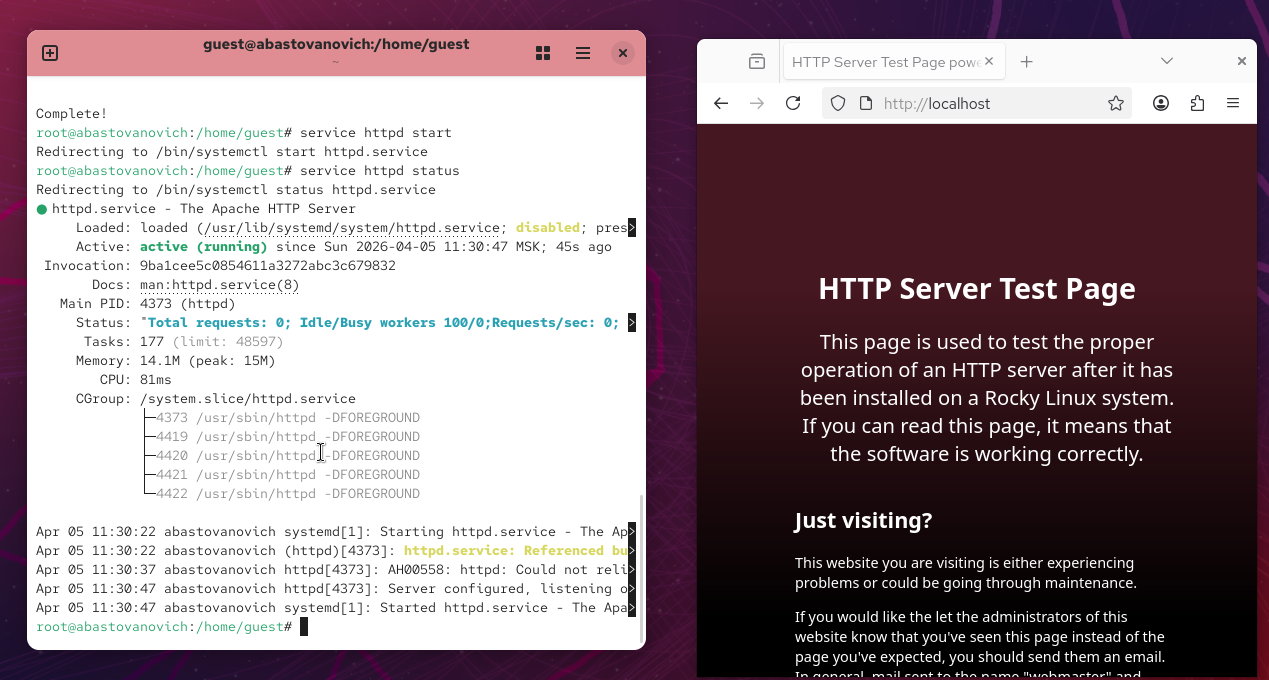 guest@abastovanovich:/home/guest
~
Complete!
root@abastovanovich:/home/guest# service httpd start
Redirecting to /bin/systemctl start httpd.service
root@abastovanovich:/home/guest# service httpd status
Redirecting to /bin/systemctl status httpd.service
● httpd.service - The Apache HTTP Server
Loaded: loaded (/usr/lib/systemd/system/httpd.service; disabled; pres>
Active: active (running) since Sun 2026-04-05 11:30:47 MSK; 45s ago
Invocation: 9ba1cee5c0854611a3272abc3c679832
Docs: man:httpd.service(8)
Main PID: 4373 (httpd)
Status: "Total requests: 0; Idle/Busy workers 100/0;Requests/sec: 0; >
Tasks: 177 (limit: 48597)
Memory: 14.1M (peak: 15M)
CPU: 81ms
CGroup: /system.slice/httpd.service
├─4373 /usr/sbin/httpd -DFOREGROUND
├─4419 /usr/sbin/httpd -DFOREGROUND
├─4420 /usr/sbin/httpd -DFOREGROUND
├─4421 /usr/sbin/httpd -DFOREGROUND
└─4422 /usr/sbin/httpd -DFOREGROUND
Apr 05 11:30:22 abastovanovich systemd[1]: Starting httpd.service - The Ap>
Apr 05 11:30:22 abastovanovich (httpd)[4373]: httpd.service: Referenced bu>
Apr 05 11:30:37 abastovanovich httpd[4373]: AH00558: httpd: Could not reli>
Apr 05 11:30:47 abastovanovich httpd[4373]: Server configured, listening o>
Apr 05 11:30:47 abastovanovich systemd[1]: Started httpd.service - The Apa>
root@abastovanovich:/home/guest#
HTTP Server Test Page powe
http://localhost
HTTP Server Test Page
This page is used to test the proper
operation of an HTTP server after it has
been installed on a Rocky Linux system.
If you can read this page, it means that
the software is working correctly.
Just visiting?
This website you are visiting is either experiencing
problems or could be going through maintenance.
If you would like the let the administrators of this
website know that you've seen this page instead of the
page you've expected, you should send them an email.
In general, mail sent to the name "webmaster" and